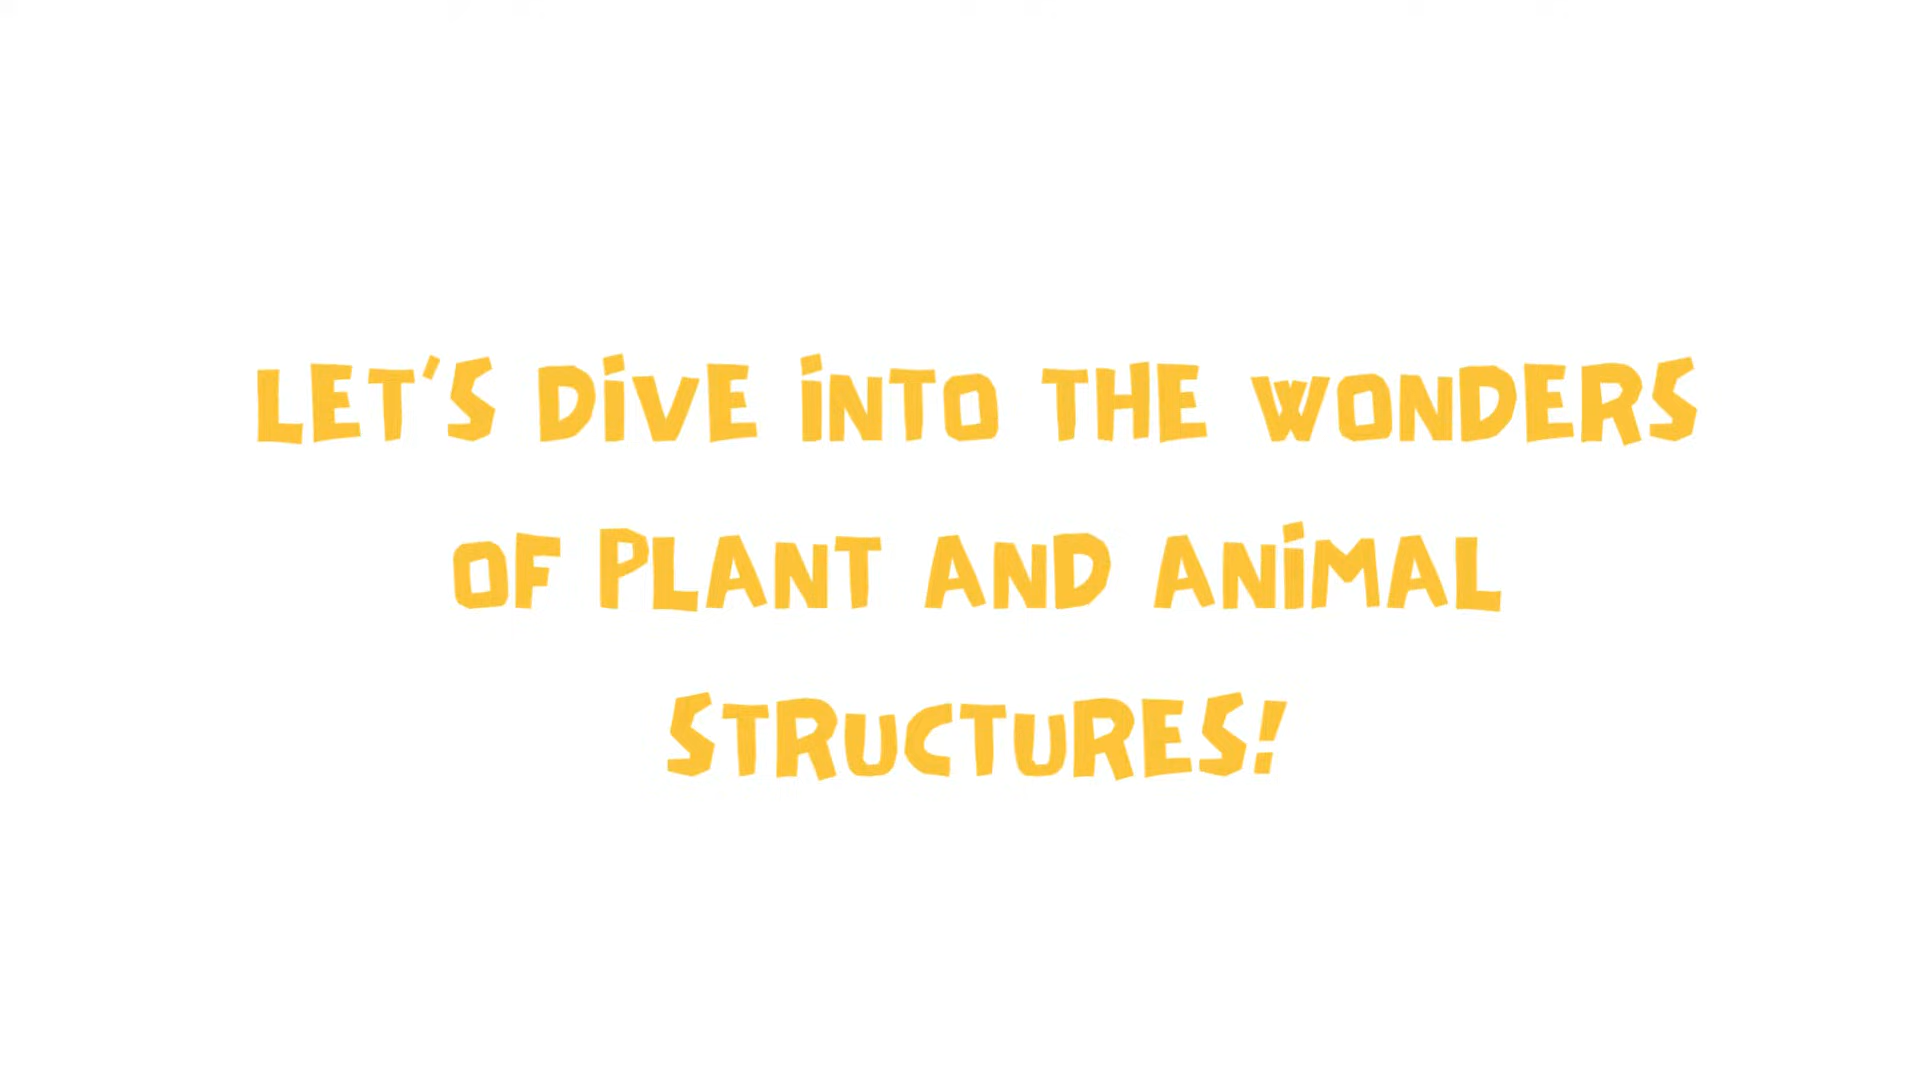 LET'S DIVE INTO THE WONDERS
OF PLANT AND ANIMAL
STRUCTURES!